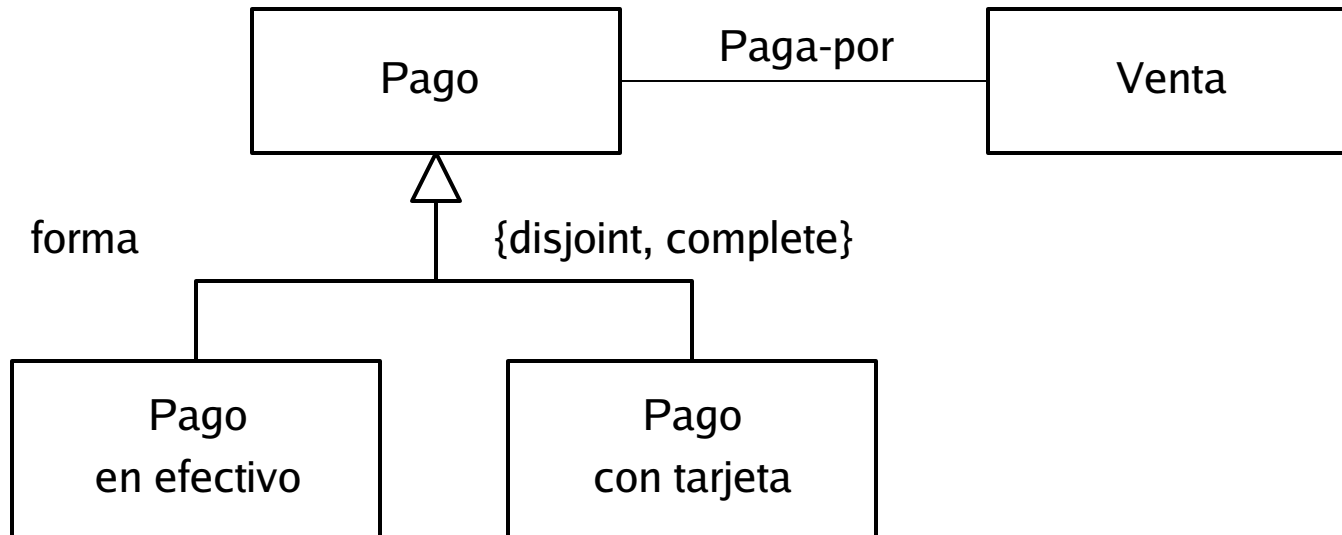 Paga-por
Pago
Venta
forma
{disjoint, complete}
Pago
en efectivo
Pago
con tarjeta